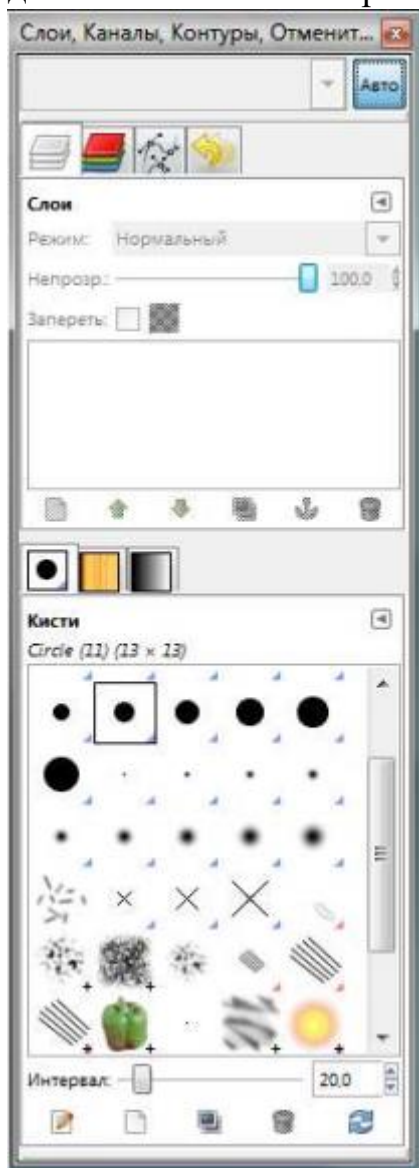 Слои, Каналы, Контуры, Отменит...
Авто
Слои
Режим: Нормальный
Непрозр.: 100,0
Запереть:
Кисти
Circle (11) (13 × 13)
Интервал: 20,0